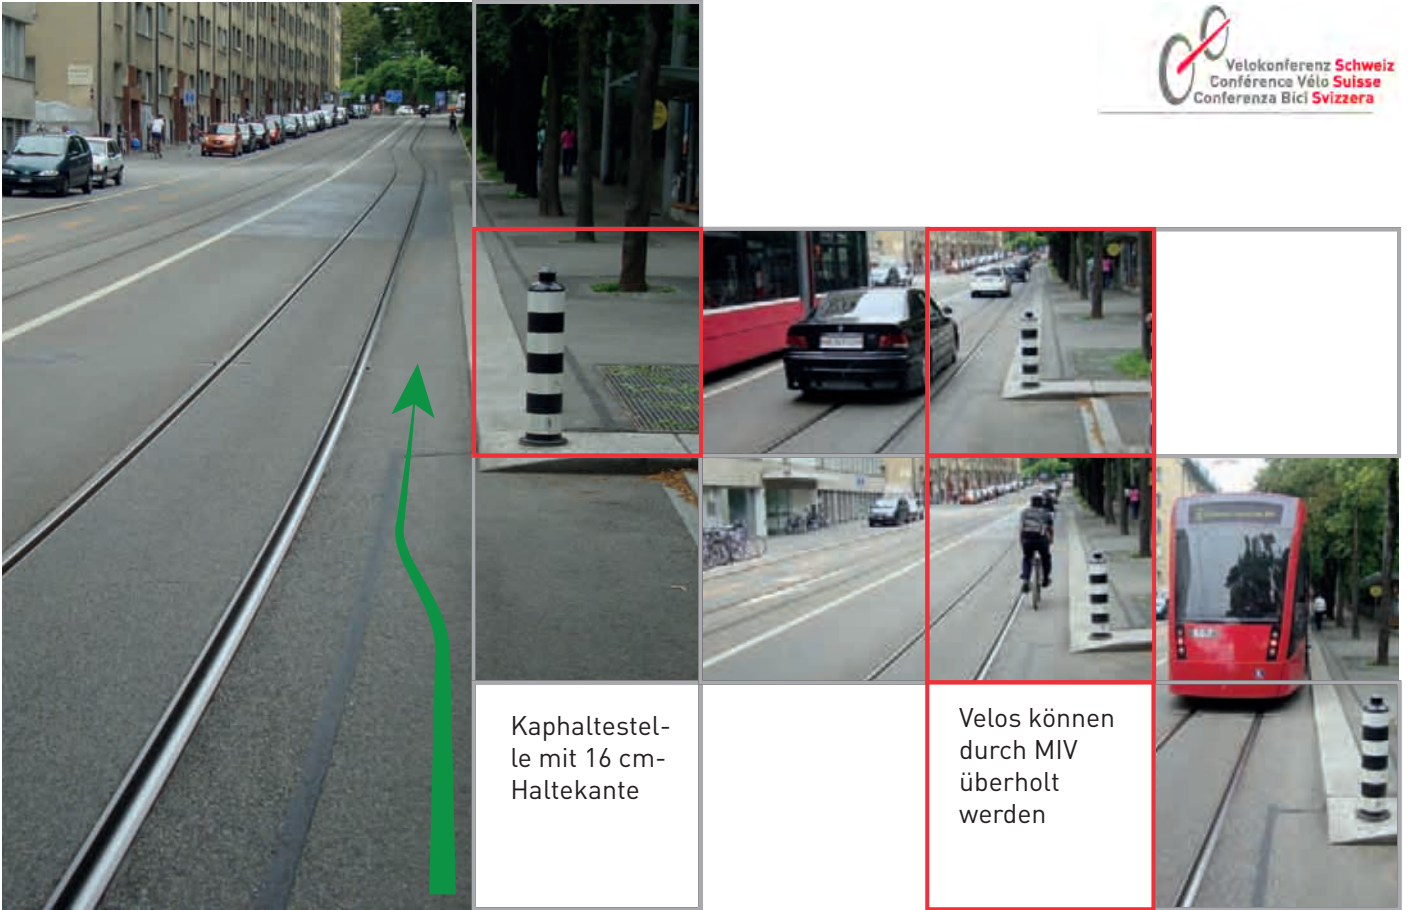 Velokonferenz Schweiz
Conférence Vélo Suisse
Conferenza Bici Svizzera
Kaphaltestel-
le mit 16 cm-
Haltekante
Velos können
durch MIV
überholt
werden